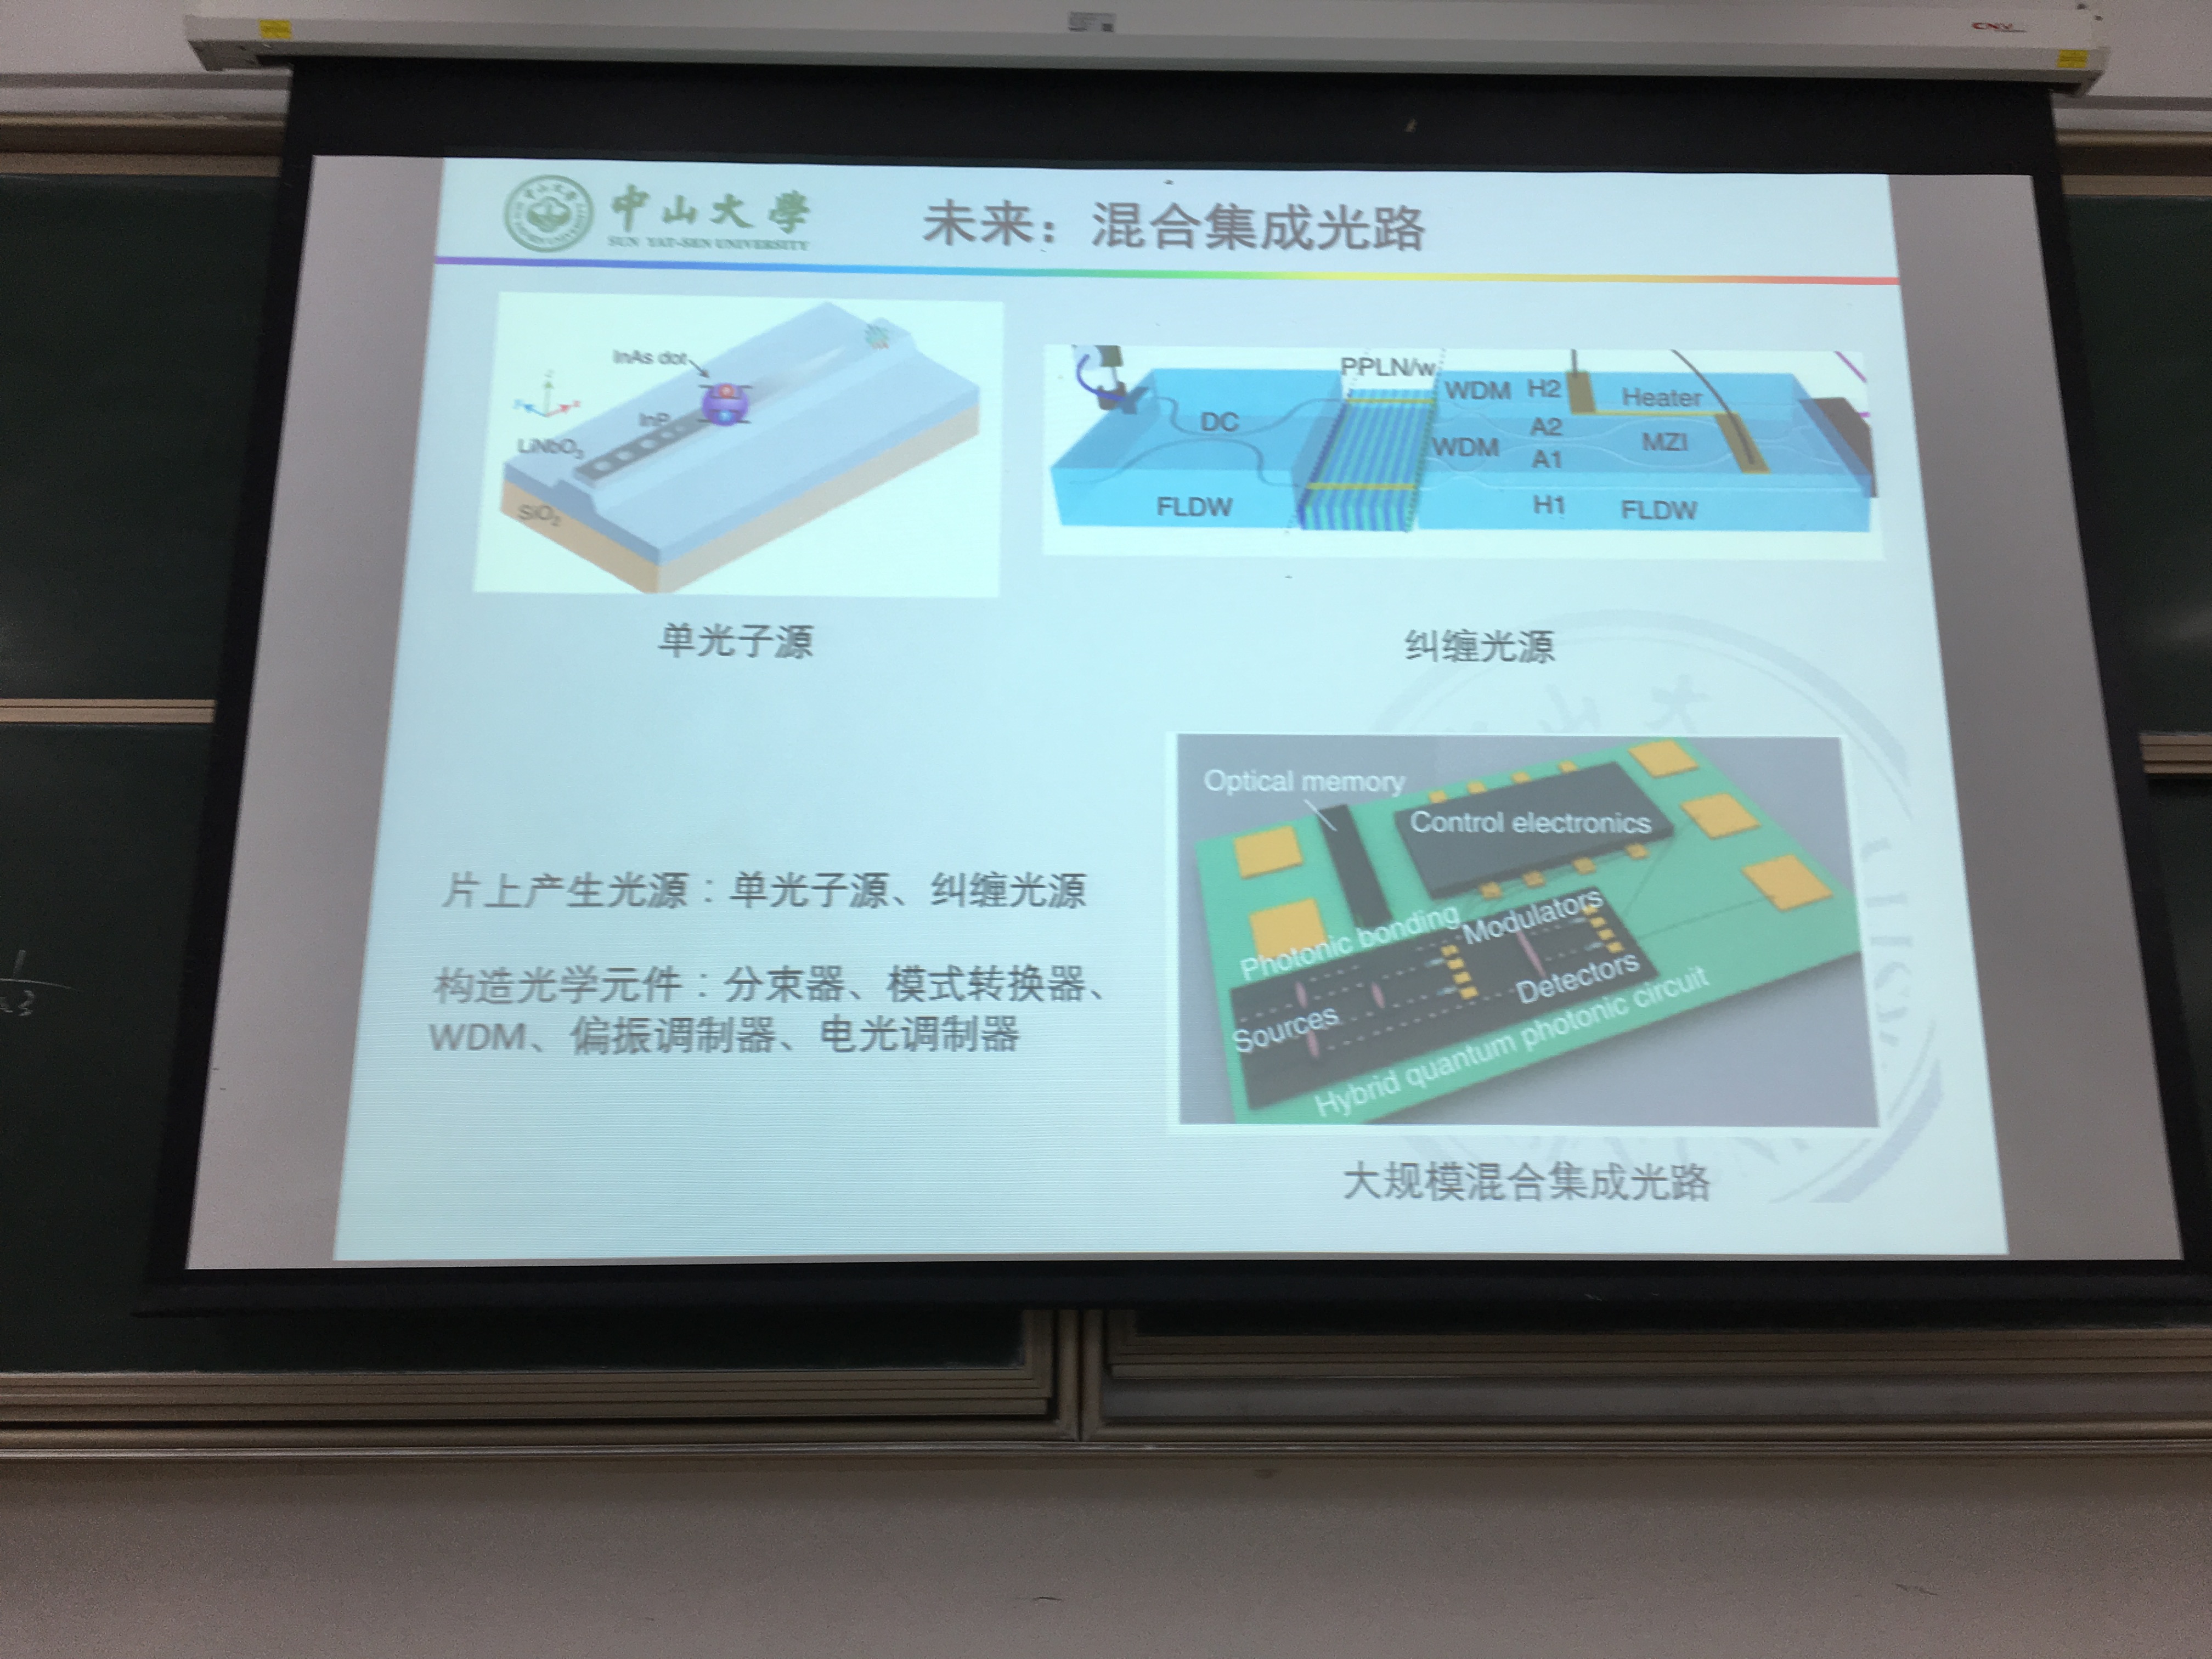 中山大學
SUN YAT-SEN UNIVERSITY
未来：混合集成光路
InAs dot
InP
LiNbO3
SiO2
单光子源
PPLN/w
WDM H2 Heater
DC
A2
WDM
MZI
A1
FLDW
H1
FLDW
纠缠光源
片上产生光源：单光子源、纠缠光源
构造光学元件：分束器、模式转换器、
WDM、偏振调制器、电光调制器
Optical memory
Control electronics
Photonic bonding
Modulators
Detectors
Sources
Hybrid quantum photonic circuit
大规模混合集成光路